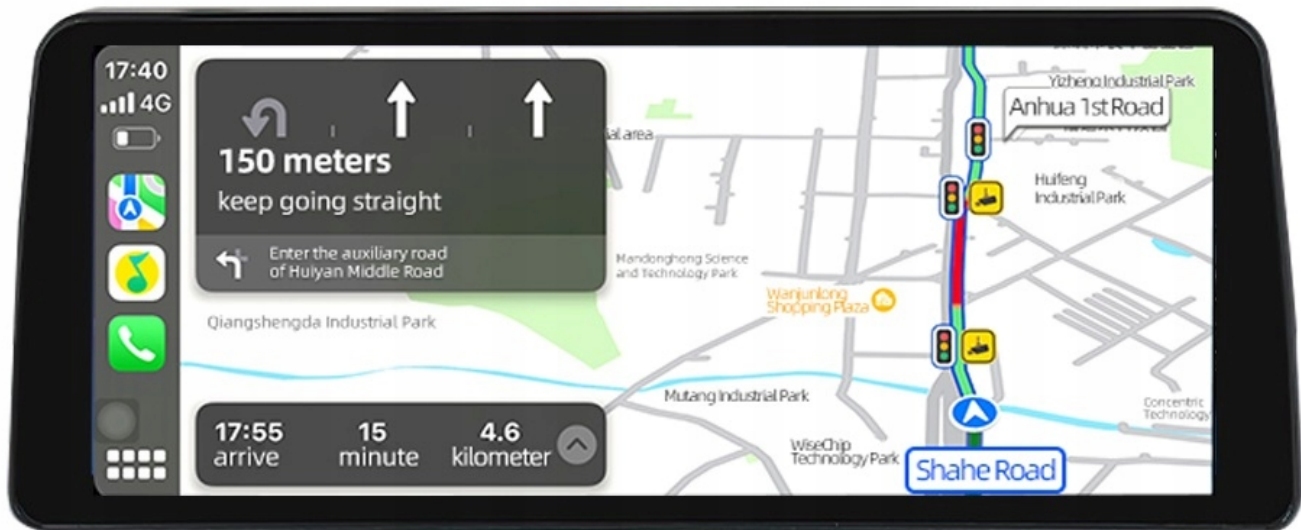 17:40
4G
150 meters
keep going straight
Enter the auxiliary road
of Huiyan Middle Road
Qiangshengda Industrial Park
17:55
arrive
15
minute
4.6
kilometer
ial area
Yizheng Industrial Park
Anhua 1st Road
Huifeng
Industrial Park
Mandonghong Science
and Technology Park
Wanjunlong
Shopping Plaza
Mutang Industrial Park
Concentric
Technology
WiseChip
Technology Park
Shahe Road